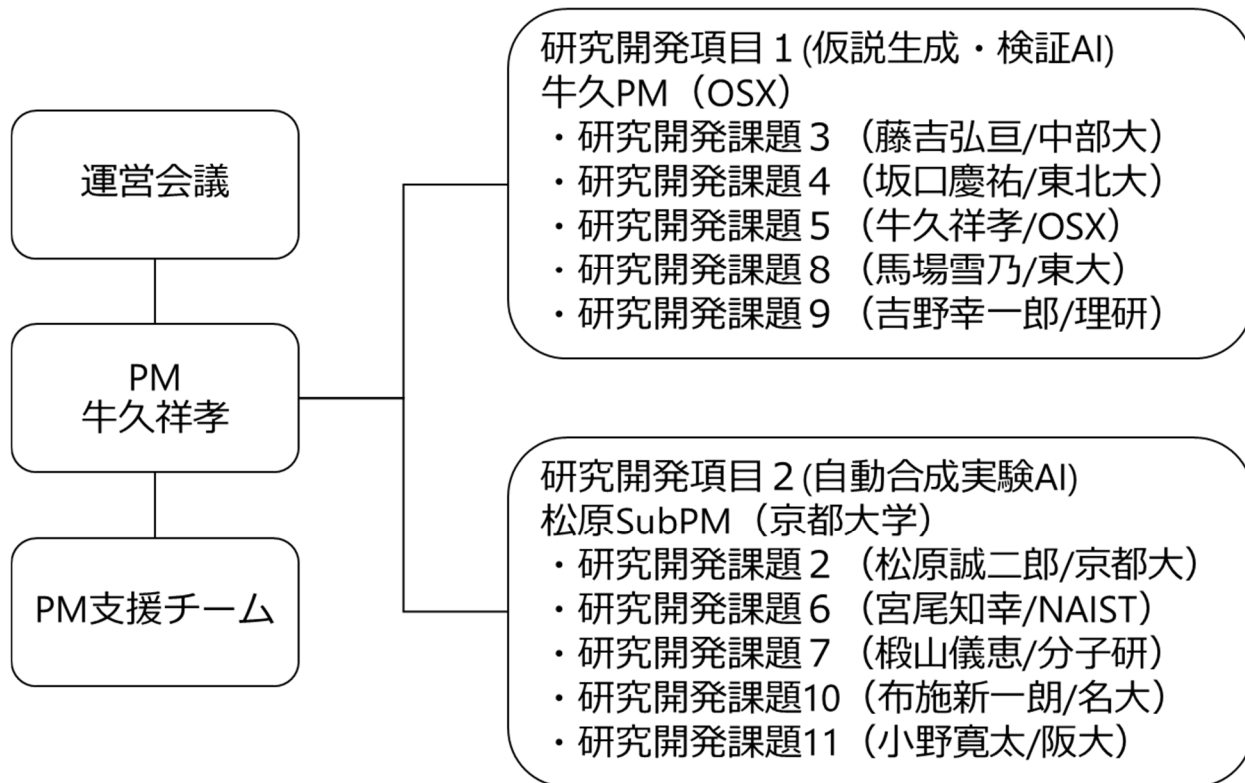 運営会議
PM
牛久祥孝
PM支援チーム
研究開発項目１(仮説生成・検証AI)
牛久PM（OSX）
・研究開発課題３（藤吉弘亘/中部大）
・研究開発課題４（坂口慶祐/東北大）
・研究開発課題５（牛久祥孝/OSX）
・研究開発課題８（馬場雪乃/東大）
・研究開発課題９（吉野幸一郎/理研）
研究開発項目２(自動合成実験AI)
松原SubPM（京都大学）
・研究開発課題２（松原誠二郎/京都大）
・研究開発課題６（宮尾知幸/NAIST）
・研究開発課題７（椴山儀恵/分子研）
・研究開発課題10（布施新一朗/名大）
・研究開発課題11（小野寛太/阪大）